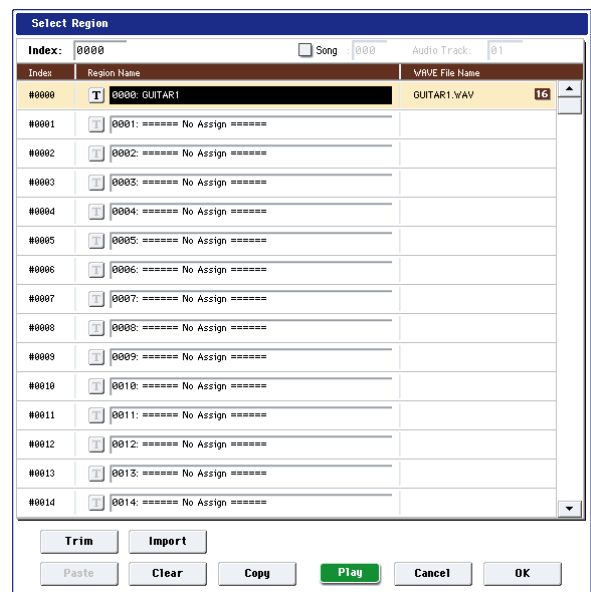 Select Region
Index: 0000 Song :000 Audio Track: 01
Index Region Name WAVE File Name
#0000 T 0000: GUITAR1 GUITAR1.WAV 16
#0001 T 0001: ====== No Assign ======
#0002 T 0002: ====== No Assign ======
#0003 T 0003: ====== No Assign ======
#0004 T 0004: ====== No Assign ======
#0005 T 0005: ====== No Assign ======
#0006 T 0006: ====== No Assign ======
#0007 T 0007: ====== No Assign ======
#0008 T 0008: ====== No Assign ======
#0009 T 0009: ====== No Assign ======
#0010 T 0010: ====== No Assign ======
#0011 T 0011: ====== No Assign ======
#0012 T 0012: ====== No Assign ======
#0013 T 0013: ====== No Assign ======
#0014 T 0014: ====== No Assign ======
Trim Import
Paste Clear Copy Play Cancel OK